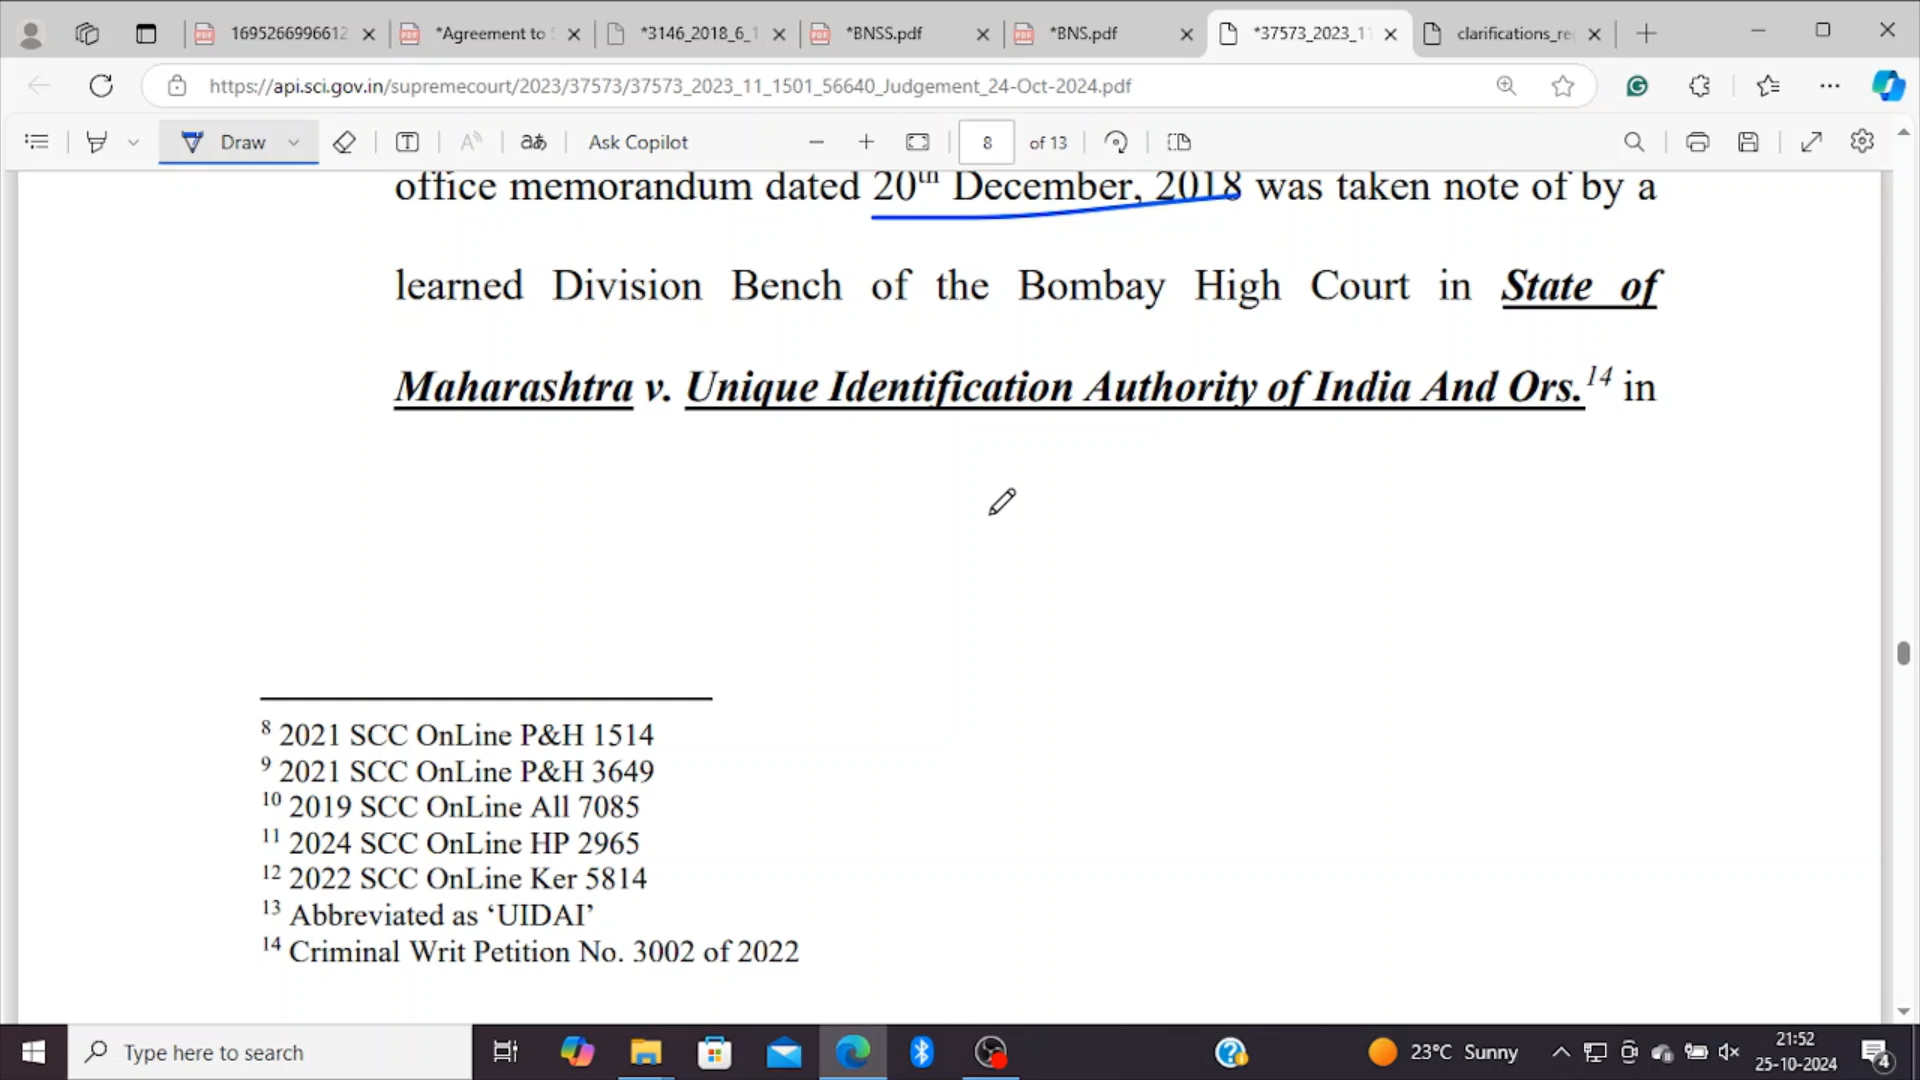 1695266996612
*Agreement to S
*3146_2018_6_1
*BNSS.pdf
*BNS.pdf
*37573_2023_11
clarifications_re
https://api.sci.gov.in/supremecourt/2023/37573/37573_2023_11_1501_56640_Judgement_24-Oct-2024.pdf
Draw
Ask Copilot
8 of 13
office memorandum dated 20th December, 2018 was taken note of by a
learned Division Bench of the Bombay High Court in State of
Maharashtra v. Unique Identification Authority of India And Ors.14 in
8 2021 SCC OnLine P&H 1514
9 2021 SCC OnLine P&H 3649
10 2019 SCC OnLine All 7085
11 2024 SCC OnLine HP 2965
12 2022 SCC OnLine Ker 5814
13 Abbreviated as ‘UIDAI’
14 Criminal Writ Petition No. 3002 of 2022
Type here to search
23°C Sunny
21:52
25-10-2024
4